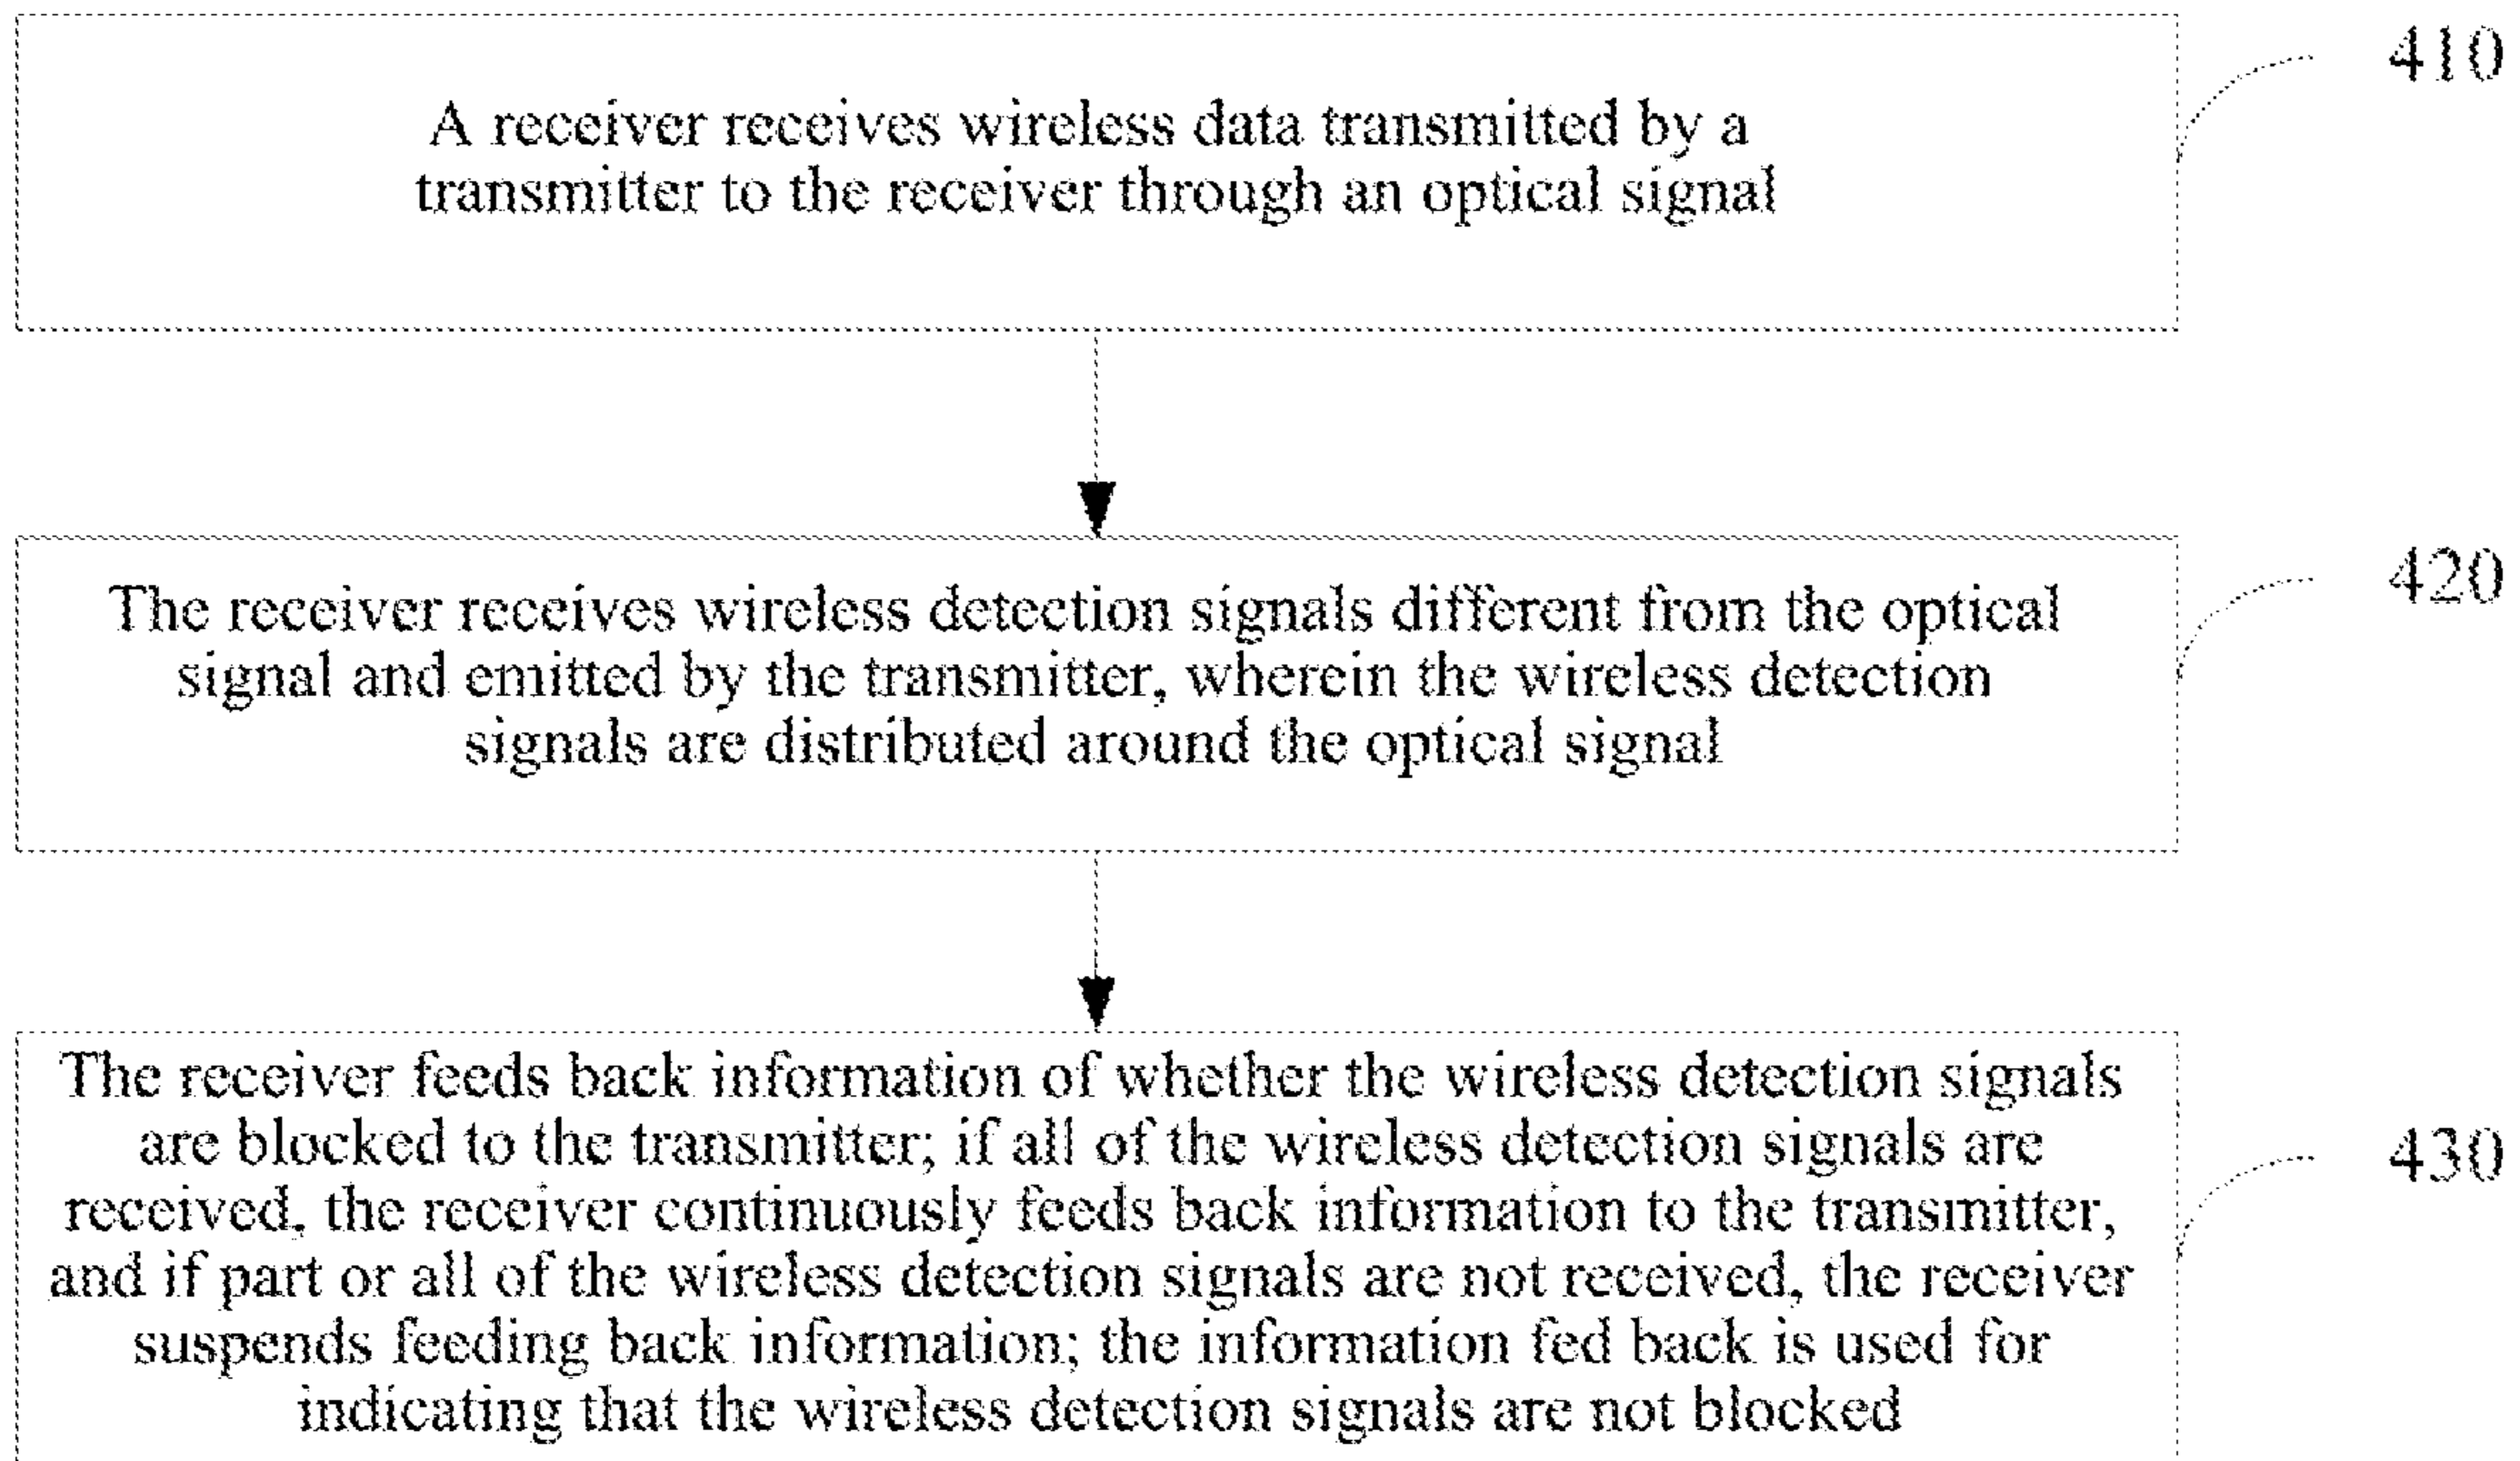 410
A receiver receives wireless data transmitted by a
transmitter to the receiver through an optical signal
420
The receiver receives wireless detection signals different from the optical
signal and emitted by the transmitter, wherein the wireless detection
signals are distributed around the optical signal
The receiver feeds back information of whether the wireless detection signals
are blocked to the transmitter; if all of the wireless detection signals are
430
received, the receiver continuously feeds back information to the transmitter,
and if part or all of the wireless detection signals are not received, the receiver
suspends feeding back information; the information fed back is used for
indicating that the wireless detection signals are not blocked